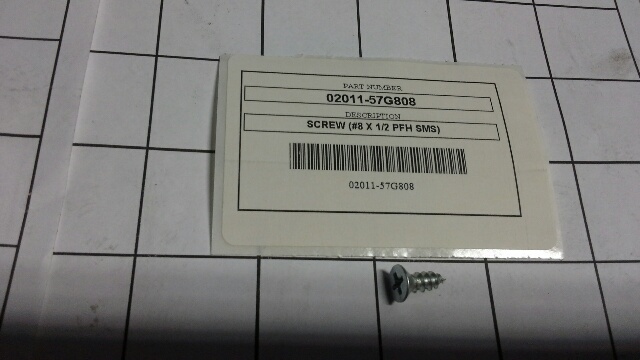 PART NUMBER
02011-57G808
DESCRIPTION
SCREW (#8 X 1/2 PFH SMS)
02011-57G808